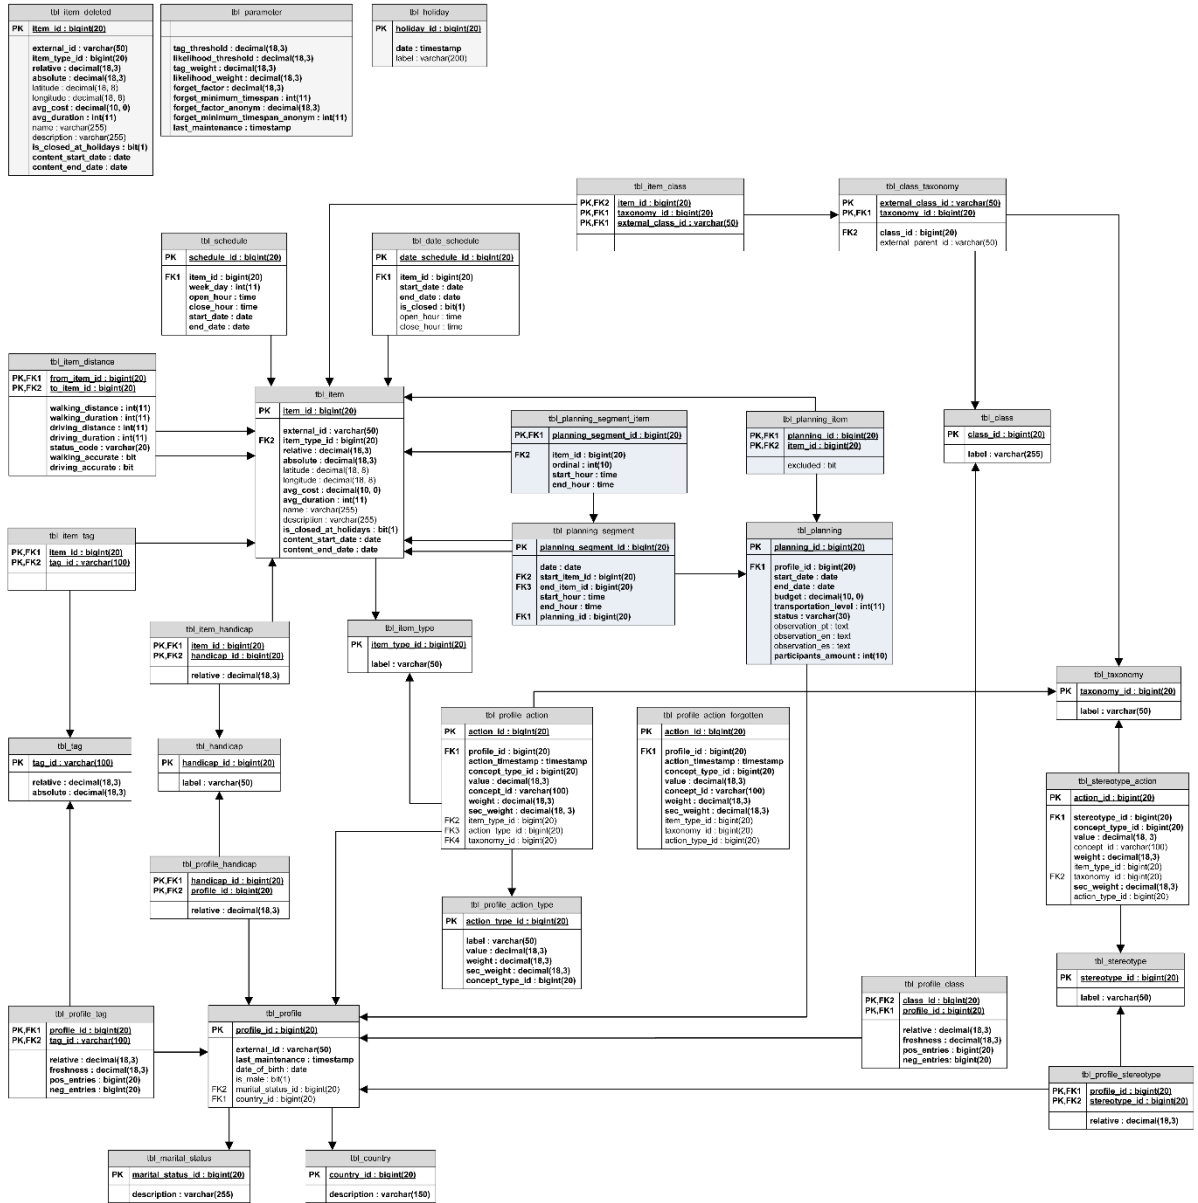 tbl_item_deleted
PK item_id : bigint(20)
external_id : varchar(50)
item_type_id : bigint(20)
relative : decimal(18,3)
absolute : decimal(18,3)
latitude : decimal(18, 8)
longitude : decimal(18, 8)
avg_cost : decimal(10, 0)
avg_duration : int(11)
name : varchar(255)
description : varchar(255)
is_closed_at_holidays : bit(1)
content_start_date : date
content_end_date : date
tbl_parameter
tag_threshold : decimal(18,3)
likelihood_threshold : decimal(18,3)
tag_weight : decimal(18,3)
likelihood_weight : decimal(18,3)
forget_factor : decimal(18,3)
forget_minimum_timespan : int(11)
forget_factor_anonym : decimal(18,3)
forget_minimum_timespan_anonym : int(11)
last_maintenance : timestamp
tbl_holiday
PK holiday_id : bigint(20)
date : timestamp
label : varchar(200)
tbl_item_class
PK,FK2 item_id : bigint(20)
PK,FK1 taxonomy_id : bigint(20)
PK,FK1 external_class_id : varchar(50)
tbl_class_taxonomy
PK external_class_id : varchar(50)
PK,FK1 taxonomy_id : bigint(20)
FK2 class_id : bigint(20)
external_parent_id : varchar(50)
tbl_schedule
PK schedule_id : bigint(20)
FK1 item_id : bigint(20)
week_day : int(11)
open_hour : time
close_hour : time
start_date : date
end_date : date
tbl_date_schedule
PK date_schedule_id : bigint(20)
FK1 item_id : bigint(20)
start_date : date
end_date : date
is_closed : bit(1)
open_hour : time
close_hour : time
tbl_item_distance
PK,FK1 from_item_id : bigint(20)
PK,FK2 to_item_id : bigint(20)
walking_distance : int(11)
walking_duration : int(11)
driving_distance : int(11)
driving_duration : int(11)
status_code : varchar(20)
walking_accurate : bit
driving_accurate : bit
tbl_item
PK item_id : bigint(20)
external_id : varchar(50)
FK2 item_type_id : bigint(20)
relative : decimal(18,3)
absolute : decimal(18,3)
latitude : decimal(18, 8)
longitude : decimal(18, 8)
avg_cost : decimal(10, 0)
avg_duration : int(11)
name : varchar(255)
description : varchar(255)
is_closed_at_holidays : bit(1)
content_start_date : date
content_end_date : date
tbl_planning_segment_item
PK,FK1 planning_segment_id : bigint(20)
FK2 item_id : bigint(20)
ordinal : int(10)
start_hour : time
end_hour : time
tbl_planning_item
PK,FK1 planning_id : bigint(20)
PK,FK2 item_id : bigint(20)
excluded : bit
tbl_class
PK class_id : bigint(20)
label : varchar(255)
tbl_item_tag
PK,FK1 item_id : bigint(20)
PK,FK2 tag_id : varchar(100)
tbl_planning_segment
PK planning_segment_id : bigint(20)
date : date
FK2 start_item_id : bigint(20)
FK3 end_item_id : bigint(20)
start_hour : time
end_hour : time
FK1 planning_id : bigint(20)
tbl_planning
PK planning_id : bigint(20)
FK1 profile_id : bigint(20)
start_date : date
end_date : date
budget : decimal(10, 0)
transportation_level : int(11)
status : varchar(30)
observation_pt : text
observation_en : text
observation_es : text
participants_amount : int(10)
tbl_item_handicap
PK,FK1 item_id : bigint(20)
PK,FK2 handicap_id : bigint(20)
relative : decimal(18,3)
tbl_item_type
PK item_type_id : bigint(20)
label : varchar(50)
tbl_taxonomy
PK taxonomy_id : bigint(20)
label : varchar(50)
tbl_tag
PK tag_id : varchar(100)
relative : decimal(18,3)
absolute : decimal(18,3)
tbl_handicap
PK handicap_id : bigint(20)
label : varchar(50)
tbl_profile_action
PK action_id : bigint(20)
FK1 profile_id : bigint(20)
action_timestamp : timestamp
concept_type_id : bigint(20)
value : decimal(18,3)
concept_id : varchar(100)
weight : decimal(18,3)
sec_weight : decimal(18, 3)
FK2 item_type_id : bigint(20)
FK3 action_type_id : bigint(20)
FK4 taxonomy_id : bigint(20)
tbl_profile_action_forgotten
PK action_id : bigint(20)
FK1 profile_id : bigint(20)
action_timestamp : timestamp
concept_type_id : bigint(20)
value : decimal(18,3)
concept_id : varchar(100)
weight : decimal(18,3)
sec_weight : decimal(18,3)
item_type_id : bigint(20)
taxonomy_id : bigint(20)
action_type_id : bigint(20)
tbl_stereotype_action
PK action_id : bigint(20)
FK1 stereotype_id : bigint(20)
concept_type_id : bigint(20)
value : decimal(18, 3)
concept_id : varchar(100)
weight : decimal(18,3)
item_type_id : bigint(20)
FK2 taxonomy_id : bigint(20)
sec_weight : decimal(18,3)
action_type_id : bigint(20)
tbl_profile_handicap
PK,FK1 handicap_id : bigint(20)
PK,FK2 profile_id : bigint(20)
relative : decimal(18,3)
tbl_profile_action_type
PK action_type_id : bigint(20)
label : varchar(50)
value : decimal(18,3)
weight : decimal(18,3)
sec_weight : decimal(18,3)
concept_type_id : bigint(20)
tbl_stereotype
PK stereotype_id : bigint(20)
label : varchar(50)
tbl_profile_tag
PK,FK1 profile_id : bigint(20)
PK,FK2 tag_id : varchar(100)
relative : decimal(18,3)
freshness : decimal(18,3)
pos_entries : bigint(20)
neg_entries : bigint(20)
tbl_profile
PK profile_id : bigint(20)
external_id : varchar(50)
last_maintenance : timestamp
date_of_birth : date
is_male : bit(1)
FK2 marital_status_id : bigint(20)
FK1 country_id : bigint(20)
tbl_profile_class
PK,FK2 class_id : bigint(20)
PK,FK1 profile_id : bigint(20)
relative : decimal(18,3)
freshness : decimal(18,3)
pos_entries : bigint(20)
neg_entries: bigint(20)
tbl_profile_stereotype
PK,FK1 profile_id : bigint(20)
PK,FK2 stereotype_id : bigint(20)
relative : decimal(18,3)
tbl_marital_status
PK marital_status_id : bigint(20)
description : varchar(255)
tbl_country
PK country_id : bigint(20)
description : varchar(150)